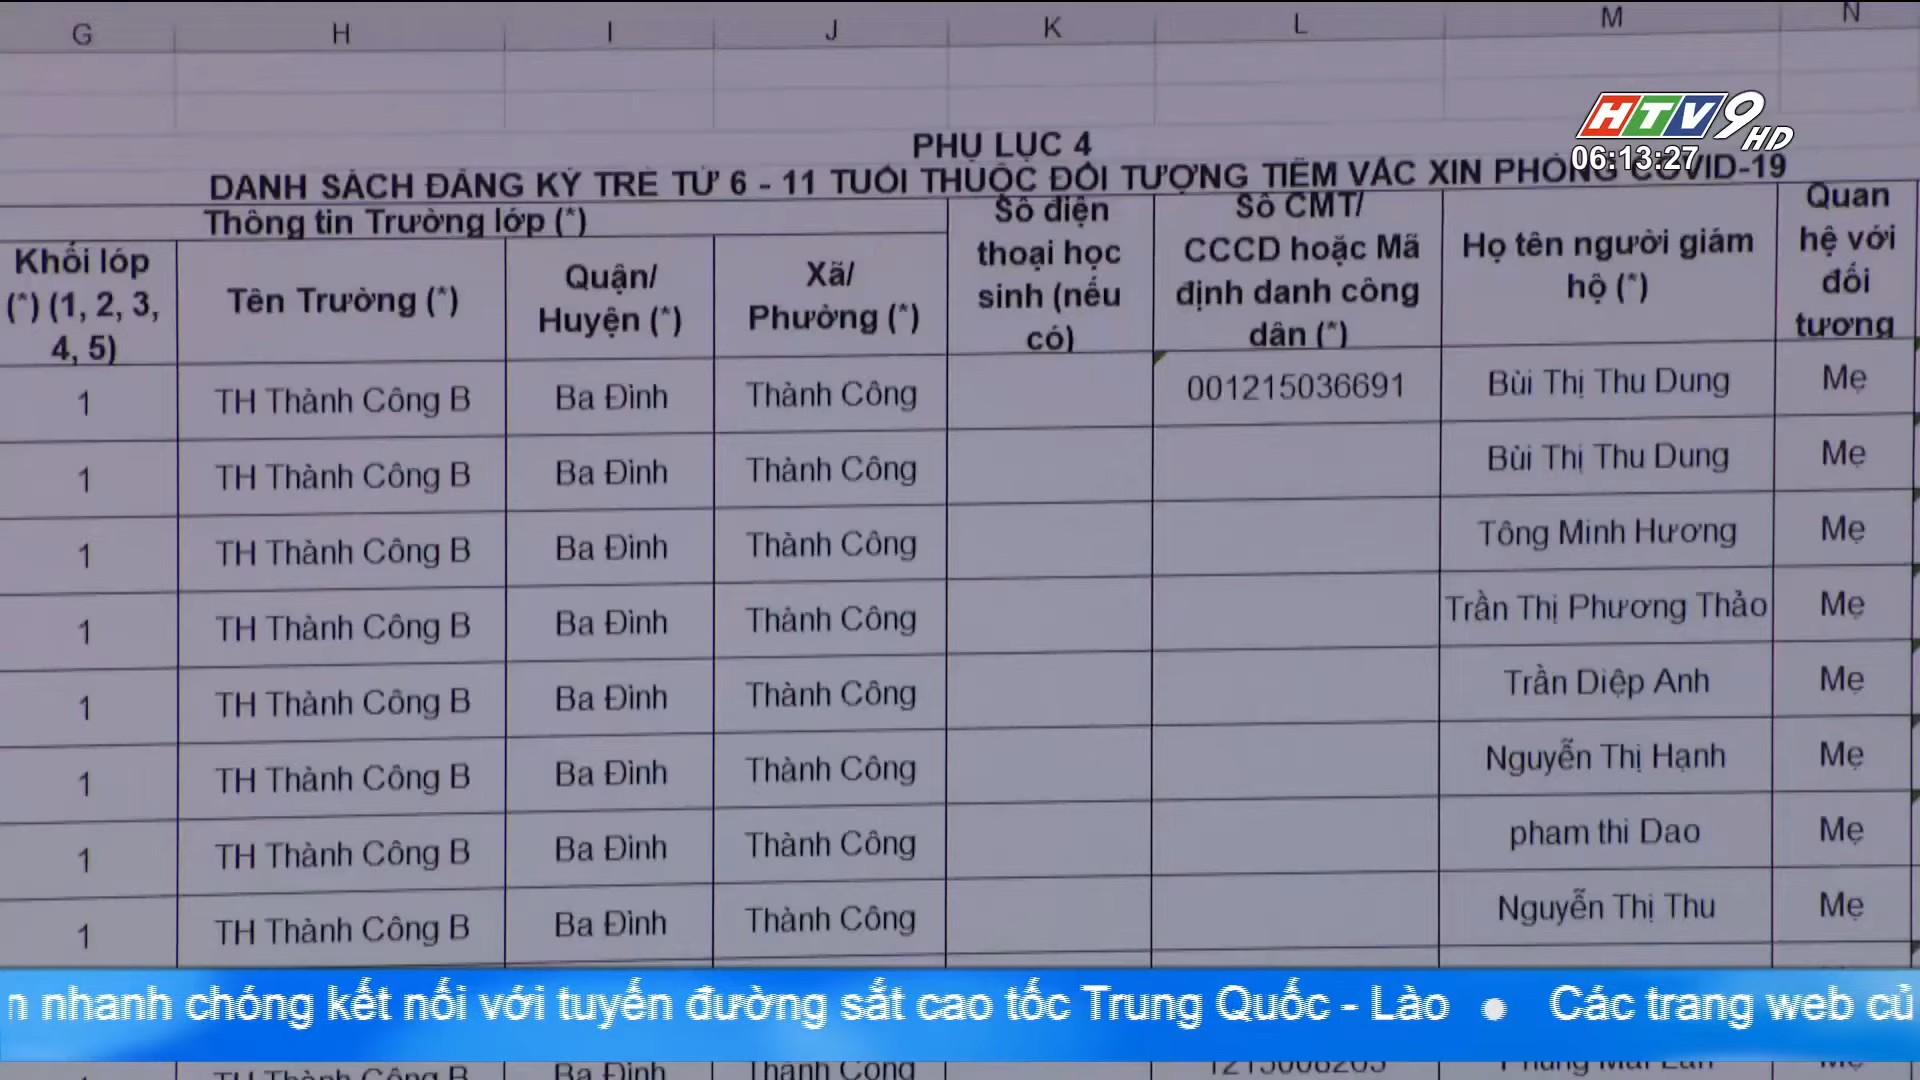 G H I J K L M N
HTV9 HD
06:13:27
PHỤ LỤC 4
DANH SÁCH ĐĂNG KÝ TRẺ TỪ 6 - 11 TUỔI THUỘC ĐỐI TƯỢNG TIÊM VẮC XIN PHÒNG COVID-19
Thông tin Trường lớp (*)
Khối lớp
(*) (1, 2, 3,
4, 5)
Tên Trường (*)
Quận/
Huyện (*)
Xã/
Phường (*)
Số điện
thoại học
sinh (nếu
có)
Số CMT/
CCCD hoặc Mã
định danh công
dân (*)
Họ tên người giám
hộ (*)
Quan
hệ với
đối
tượng
1 TH Thành Công B Ba Đình Thành Công 001215036691 Bùi Thị Thu Dung Mẹ
1 TH Thành Công B Ba Đình Thành Công Bùi Thị Thu Dung Mẹ
1 TH Thành Công B Ba Đình Thành Công Tông Minh Hương Mẹ
1 TH Thành Công B Ba Đình Thành Công Trần Thị Phương Thảo Mẹ
1 TH Thành Công B Ba Đình Thành Công Trần Diệp Anh Mẹ
1 TH Thành Công B Ba Đình Thành Công Nguyễn Thị Hạnh Mẹ
1 TH Thành Công B Ba Đình Thành Công pham thi Dao Mẹ
1 TH Thành Công B Ba Đình Thành Công Nguyễn Thị Thu Mẹ
n nhanh chóng kết nối với tuyến đường sắt cao tốc Trung Quốc - Lào ● Các trang web củ
TH Thành Công B Ba Đình Thành Công